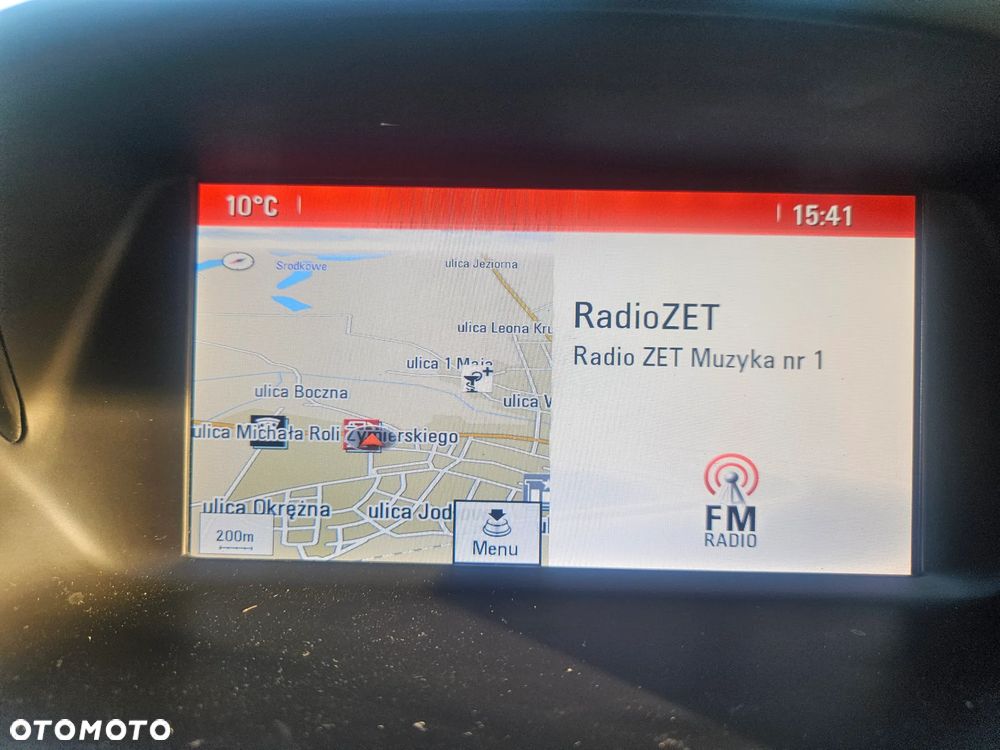 10°C
15:41
Środkowe
ulica Jeziorna
RadioZET
ulica Leona Kru
Radio ZET Muzyka nr 1
ulica 1 Maja
ulica Boczna
ulica W
ulica Michała Roli Żymierskiego
ulica Okrężna
ulica Jod
200m
Menu
FM
RADIO
OTOMOTO